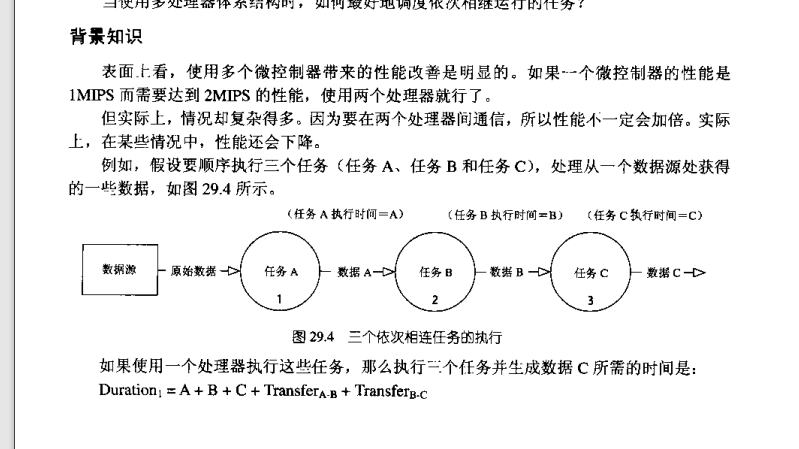 当使用多处理器体系结构时，如何最好地调度依次相继运行的任务？
背景知识
表面上看，使用多个微控制器带来的性能改善是明显的。如果一个微控制器的性能是
1MIPS 而需要达到 2MIPS 的性能，使用两个处理器就行了。
但实际上，情况却复杂得多。因为要在两个处理器间通信，所以性能不一定会加倍。实际
上，在某些情况中，性能还会下降。
例如，假设要顺序执行三个任务（任务 A、任务 B 和任务 C），处理从一个数据源处获得
的一些数据，如图 29.4 所示。
（任务 A 执行时间=A） （任务 B 执行时间=B） （任务 C 执行时间=C）
数据源 原始数据 任务 A 数据 A 任务 B 数据 B 任务 C 数据 C
1 2 3
图 29.4 三个依次相连任务的执行
如果使用一个处理器执行这些任务，那么执行三个任务并生成数据 C 所需的时间是：
Duration₁ = A + B + C + Transfer_A-B + Transfer_B-C